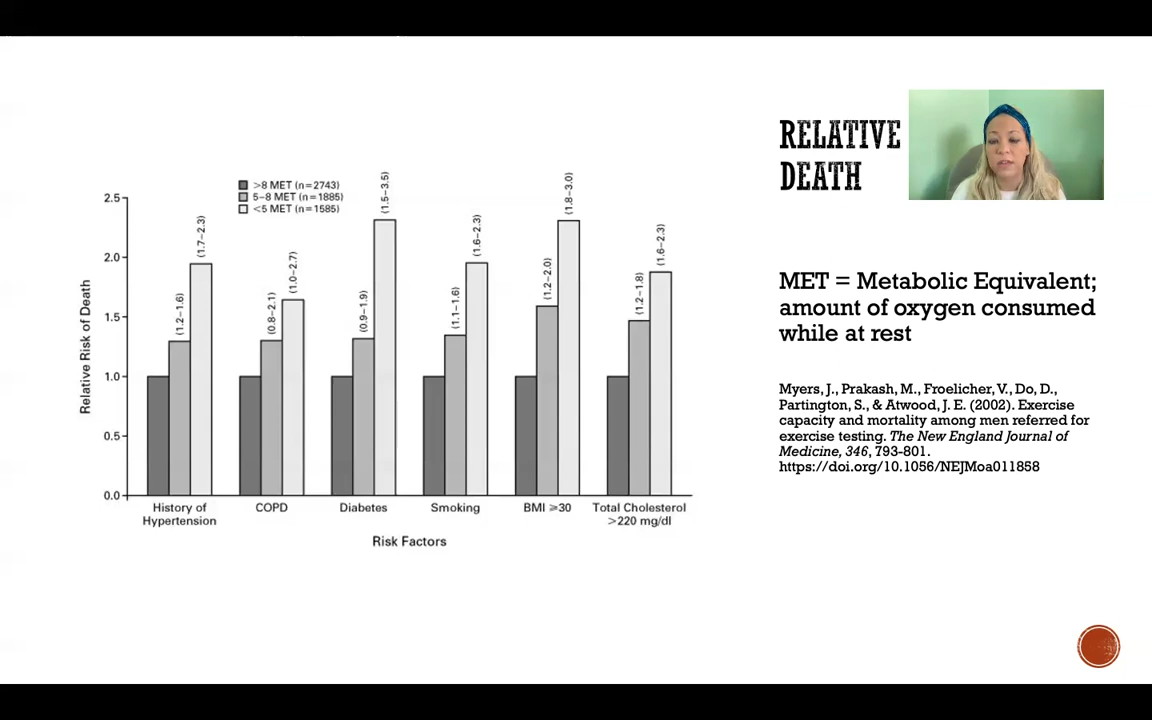 RELATIVE
DEATH
>8 MET (n=2743)
5–8 MET (n=1885)
<5 MET (n=1585)
2.5
2.0
1.5
1.0
0.5
0.0
Relative Risk of Death
(1.2–1.6)
(1.7–2.3)
(0.8–2.1)
(1.0–2.7)
(0.9–1.9)
(1.5–3.5)
(1.1–1.6)
(1.6–2.3)
(1.2–2.0)
(1.8–3.0)
(1.2–1.8)
(1.6–2.3)
History of
Hypertension
COPD
Diabetes
Smoking
BMI ≥30
Total Cholesterol
>220 mg/dl
Risk Factors
MET = Metabolic Equivalent;
amount of oxygen consumed
while at rest
Myers, J., Prakash, M., Froelicher, V., Do, D.,
Partington, S., & Atwood, J. E. (2002). Exercise
capacity and mortality among men referred for
exercise testing. The New England Journal of
Medicine, 346, 793-801.
https://doi.org/10.1056/NEJMoa011858